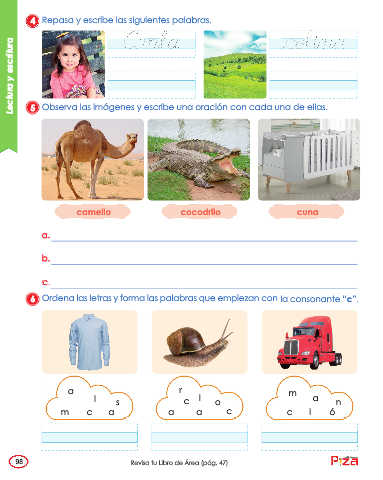 Lectura y escritura
4 Repasa y escribe las siguientes palabras.
Carla colina
5 Observa las imágenes y escribe una oración con cada una de ellas.
camello cocodrilo cuna
a.
b.
c.
6 Ordena las letras y forma las palabras que empiezan con la consonante "c".
a i s
m c a
r c l o
a a c
m a n
c i ó
98
Revisa tu Libro de Área (pág. 47)
Piza